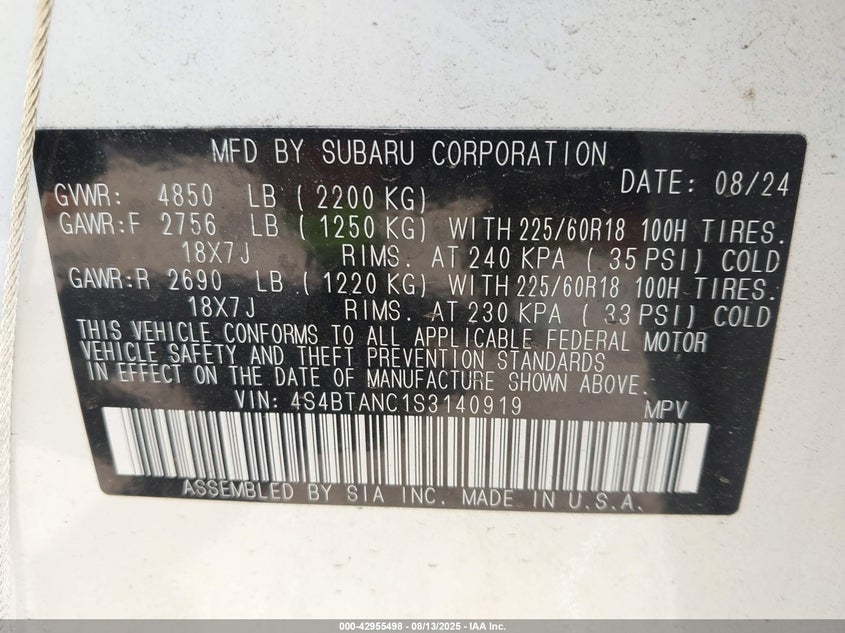 MFD BY SUBARU CORPORATION
DATE: 08/24
GVWR: 4850 LB ( 2200 KG)
GAWR:F 2756 LB ( 1250 KG) WITH 225/60R18 100H TIRES.
18X7J RIMS. AT 240 KPA ( 35 PSI) COLD
GAWR:R 2690 LB ( 1220 KG) WITH 225/60R18 100H TIRES.
18X7J RIMS. AT 230 KPA ( 33 PSI) COLD
THIS VEHICLE CONFORMS TO ALL APPLICABLE FEDERAL MOTOR
VEHICLE SAFETY AND THEFT PREVENTION STANDARDS
IN EFFECT ON THE DATE OF MANUFACTURE SHOWN ABOVE.
VIN: 4S4BTANC1S3140919 MPV
ASSEMBLED BY SIA INC. MADE IN U.S.A.
000-42955498 - 08/13/2025 - IAA Inc.